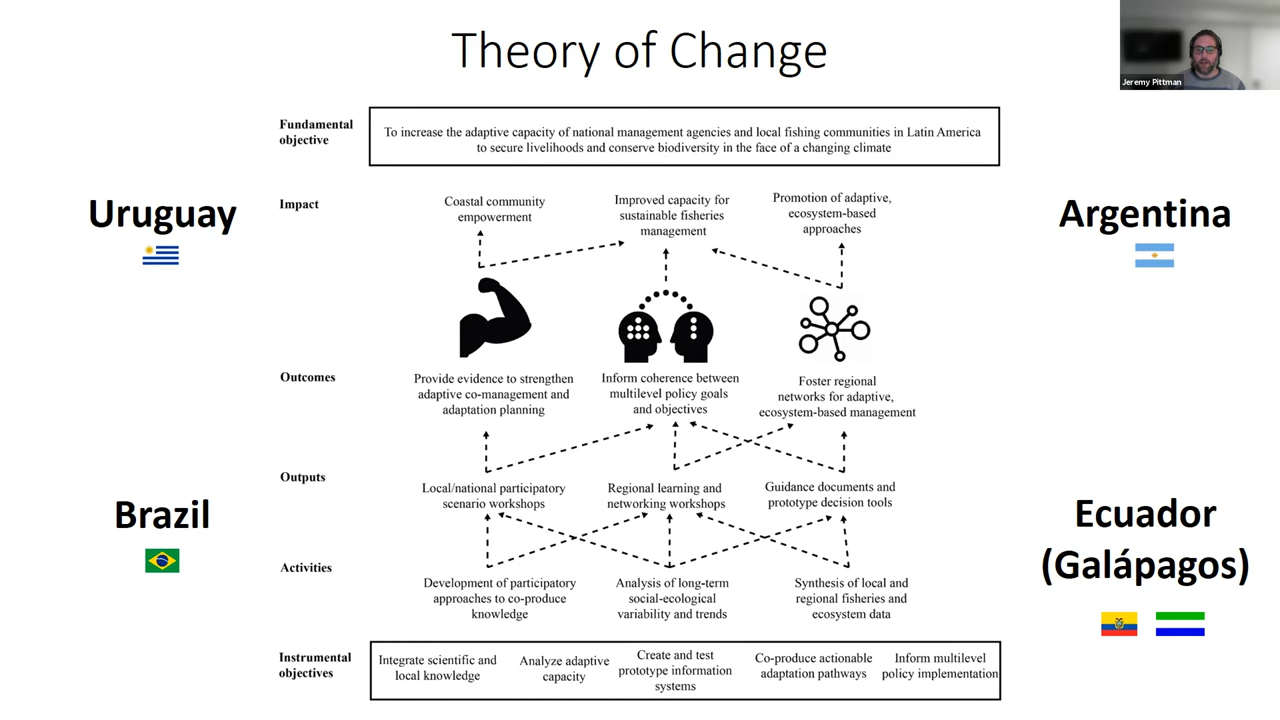 Theory of Change
Jeremy Pittman
Fundamental
objective
To increase the adaptive capacity of national management agencies and local fishing communities in Latin America
to secure livelihoods and conserve biodiversity in the face of a changing climate
Uruguay
Argentina
Brazil
Ecuador
(Galápagos)
Impact
Coastal community
empowerment
Improved capacity for
sustainable fisheries
management
Promotion of adaptive,
ecosystem-based
approaches
Outcomes
Provide evidence to strengthen
adaptive co-management and
adaptation planning
Inform coherence between
multilevel policy goals
and objectives
Foster regional
networks for adaptive,
ecosystem-based management
Outputs
Local/national participatory
scenario workshops
Regional learning and
networking workshops
Guidance documents and
prototype decision tools
Activities
Development of participatory
approaches to co-produce
knowledge
Analysis of long-term
social-ecological
variability and trends
Synthesis of local and
regional fisheries and
ecosystem data
Instrumental
objectives
Integrate scientific and
local knowledge
Analyze adaptive
capacity
Create and test
prototype information
systems
Co-produce actionable
adaptation pathways
Inform multilevel
policy implementation